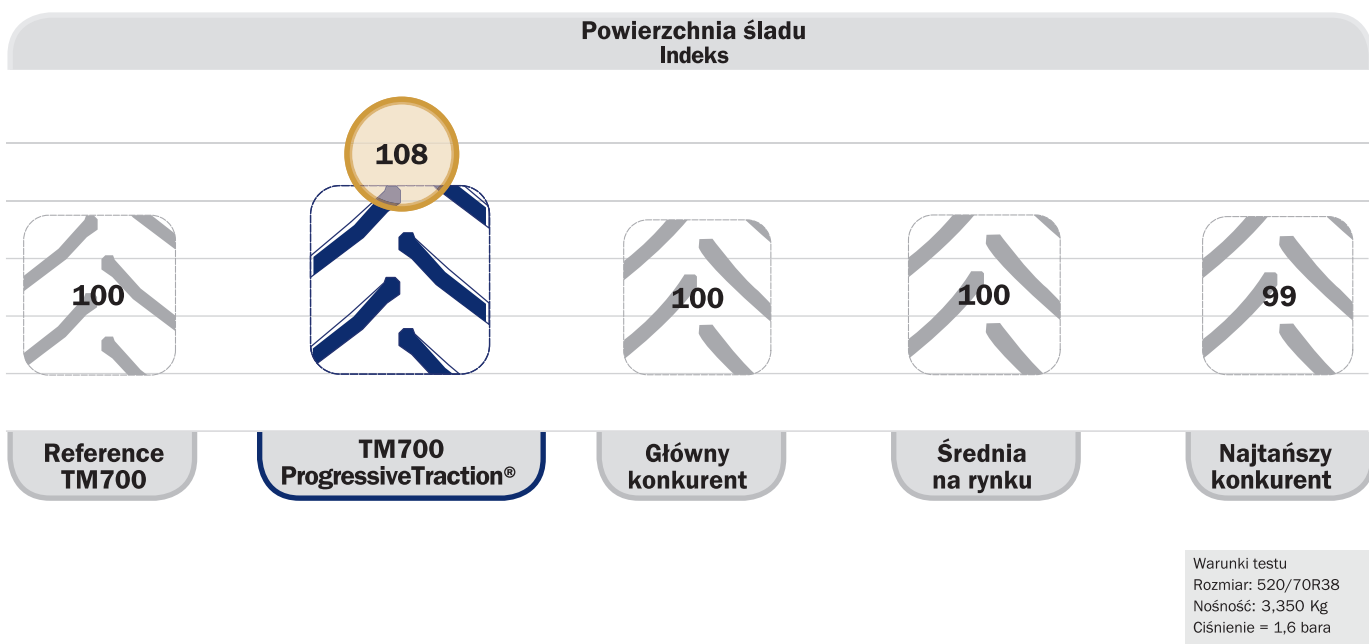 Powierzchnia śladu
Indeks
108
100
100
100
99
Reference
TM700
TM700
ProgressiveTraction®
Główny
konkurent
Średnia
na rynku
Najtańszy
konkurent
Warunki testu
Rozmiar: 520/70R38
Nośność: 3,350 Kg
Ciśnienie = 1,6 bara